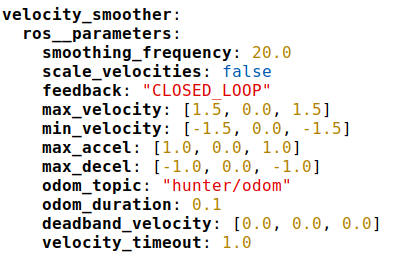 velocity_smoother:
  ros__parameters:
    smoothing_frequency: 20.0
    scale_velocities: false
    feedback: "CLOSED_LOOP"
    max_velocity: [1.5, 0.0, 1.5]
    min_velocity: [-1.5, 0.0, -1.5]
    max_accel: [1.0, 0.0, 1.0]
    max_decel: [-1.0, 0.0, -1.0]
    odom_topic: "hunter/odom"
    odom_duration: 0.1
    deadband_velocity: [0.0, 0.0, 0.0]
    velocity_timeout: 1.0